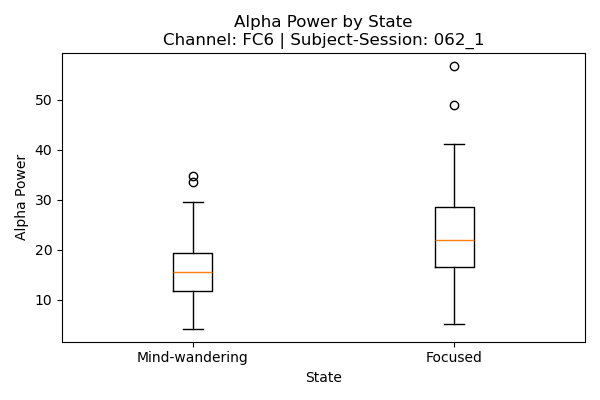 Alpha Power by State
Channel: FC6 | Subject-Session: 062_1
Alpha Power
50
40
30
20
10
Mind-wandering
Focused
State